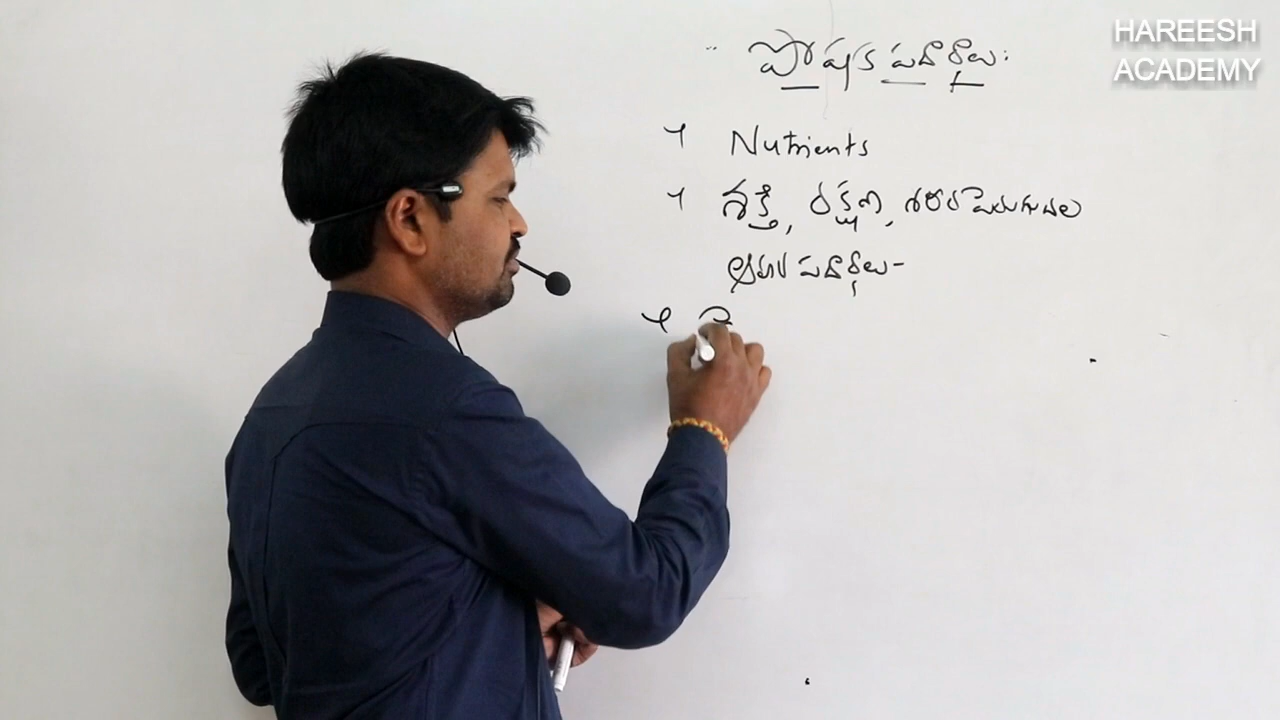 HAREESH
ACADEMY
పోషక పదార్థాలు:
Nutrients
శక్తి, రక్షణ, శరీర పెరుగుదల
ఆహార పదార్థాలు-